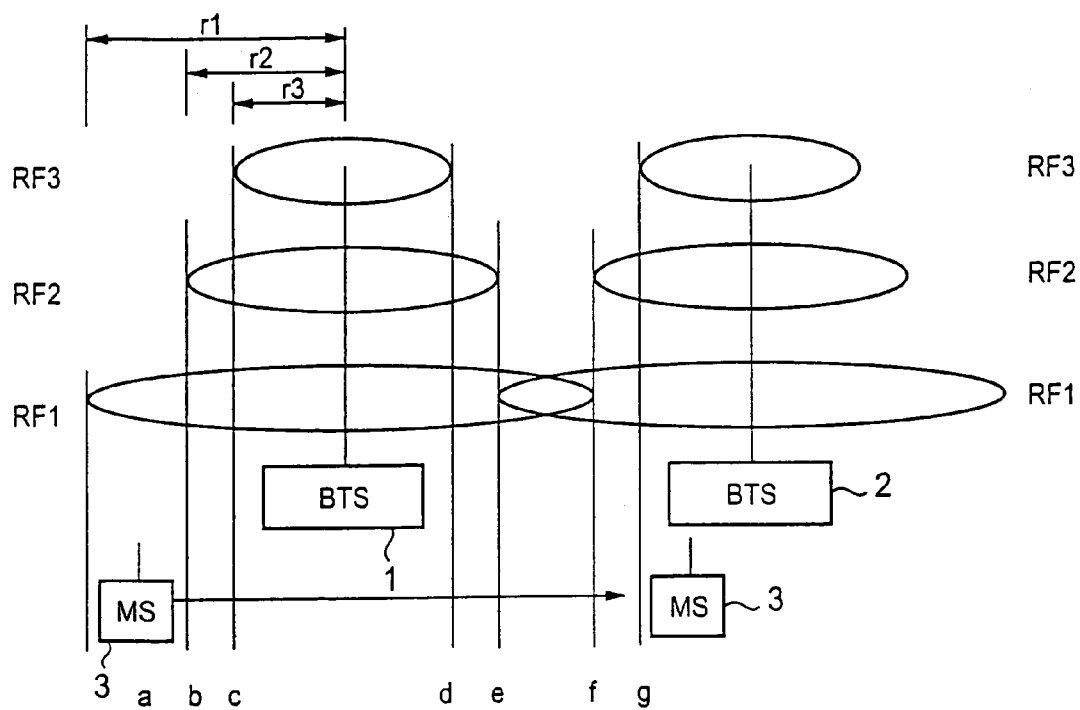 r1
r2
r3
RF3 RF3
RF2 RF2
RF1 RF1
BTS BTS 2
1
MS MS 3
3 a b c d e f g